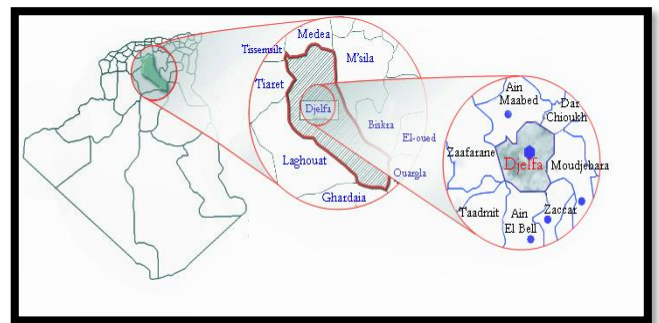 Medea
Tissemsilt
M'sila
Tiaret
Djelfa
Biskra
El-oued
Laghouat
Ouargla
Ghardaia
Ain
Maabed
Dar
Chioukh
Zaafarane
Djelfa
Moudjebara
Taadmit
Ain
El Bell
Zaccar